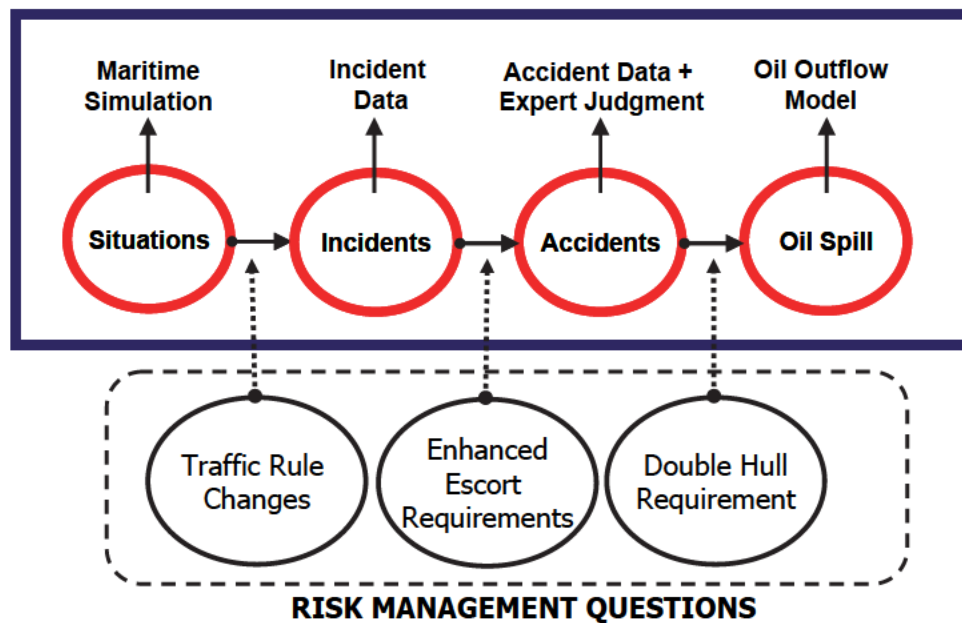 Maritime
Simulation
Incident
Data
Accident Data +
Expert Judgment
Oil Outflow
Model
Situations
Incidents
Accidents
Oil Spill
Traffic Rule
Changes
Enhanced
Escort
Requirements
Double Hull
Requirement
RISK MANAGEMENT QUESTIONS